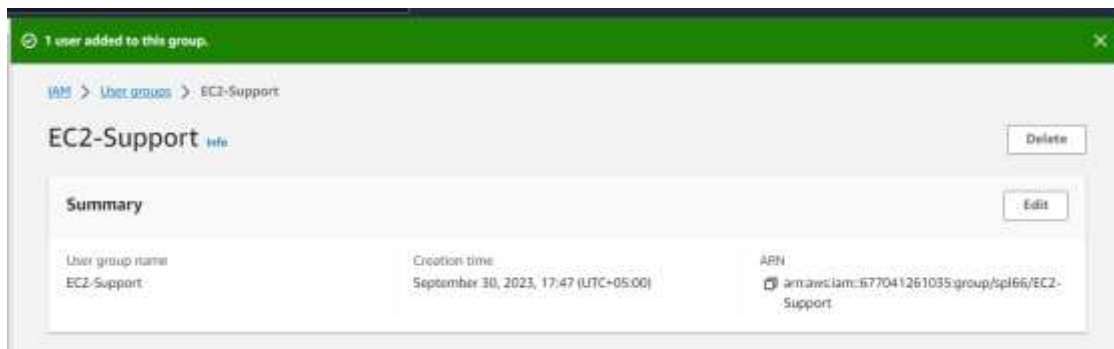 1 user added to this group.
IAM > User groups > EC2-Support
EC2-Support Info
Delete
Summary
Edit
User group name
EC2-Support
Creation time
September 30, 2023, 17:47 (UTC+05:00)
ARN
arn:aws:iam::677041261035:group/spl66/EC2-
Support